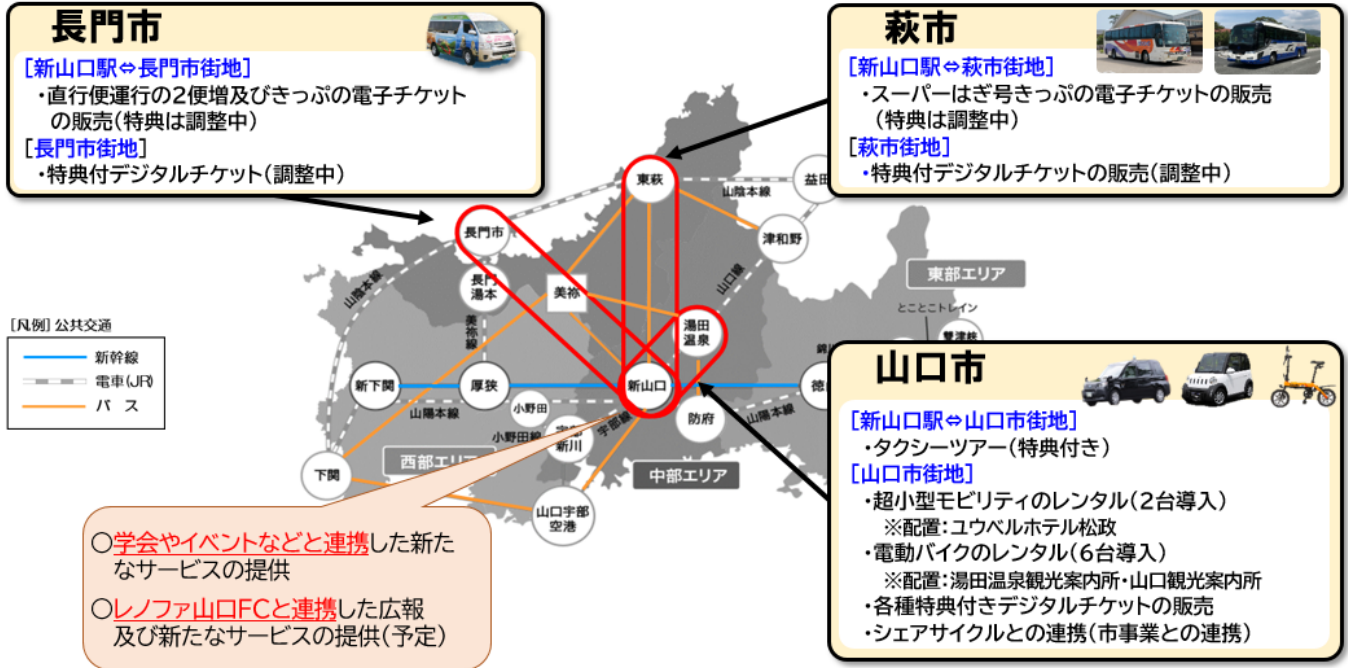 長門市
[新山口駅⇔長門市街地]
・直行便運行の2便増及びきっぷの電子チケット
の販売(特典は調整中)
[長門市街地]
・特典付デジタルチケット(調整中)
萩市
[新山口駅⇔萩市街地]
・スーパーはぎ号きっぷの電子チケットの販売
(特典は調整中)
[萩市街地]
・特典付デジタルチケットの販売(調整中)
東萩
山陰本線
益田
津和野
長門市
山陰本線
長門
湯本
美祢
山口線
東部エリア
とことこトレイン
美祢線
湯田
温泉
[凡例] 公共交通
新幹線
電車(JR)
バス
新下関
厚狭
新山口
山陽本線
小野田
小野田線
宇部線
防府
山陽本線
宇部
新川
下関
西部エリア
中部エリア
山口宇部
空港
山口市
[新山口駅⇔山口市街地]
・タクシーツアー(特典付き)
[山口市街地]
・超小型モビリティのレンタル(2台導入)
※配置:ユウベルホテル松政
・電動バイクのレンタル(6台導入)
※配置:湯田温泉観光案内所・山口観光案内所
・各種特典付きデジタルチケットの販売
・シェアサイクルとの連携(市事業との連携)
○学会やイベントなどと連携した新た
なサービスの提供
○レノファ山口FCと連携した広報
及び新たなサービスの提供(予定)